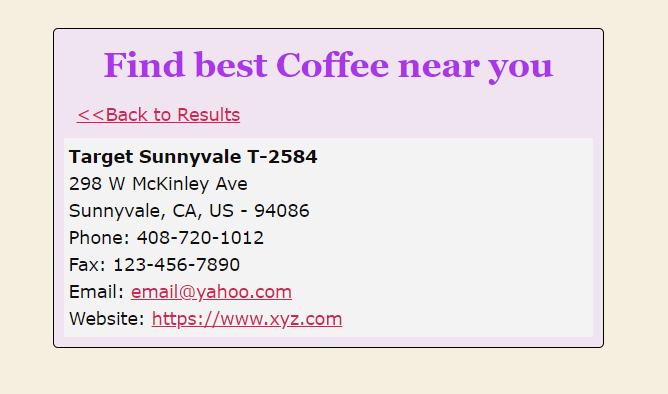 Find best Coffee near you
<<Back to Results
Target Sunnyvale T-2584
298 W McKinley Ave
Sunnyvale, CA, US - 94086
Phone: 408-720-1012
Fax: 123-456-7890
Email: email@yahoo.com
Website: https://www.xyz.com